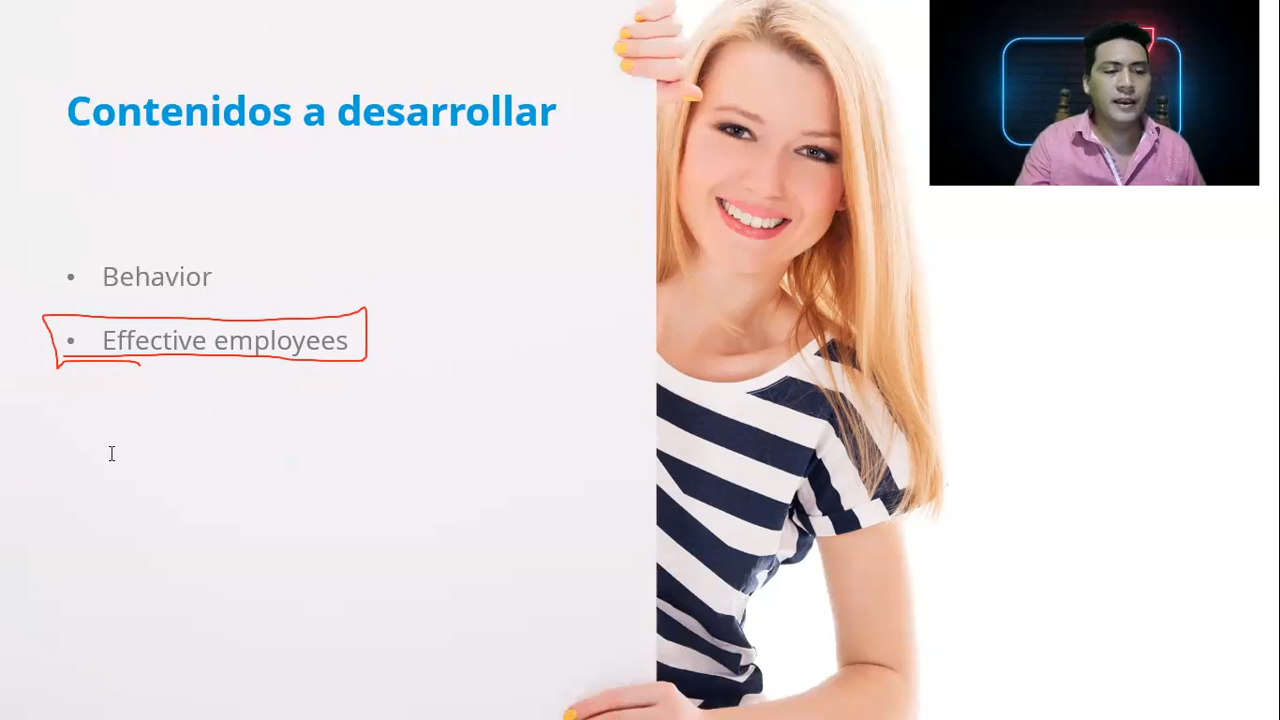 Contenidos a desarrollar
• Behavior
• Effective employees